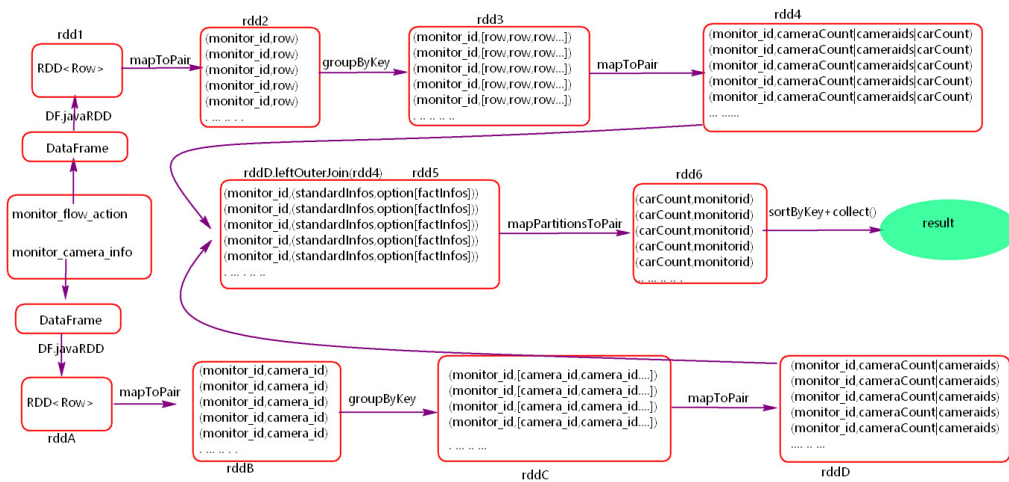 rdd1
RDD<Row>
mapToPair
rdd2
(monitor_id,row)
(monitor_id,row)
(monitor_id,row)
(monitor_id,row)
(monitor_id,row)
. .... .. . .
groupByKey
rdd3
(monitor_id,[row,row,row...])
(monitor_id,[row,row,row...])
(monitor_id,[row,row,row...])
(monitor_id,[row,row,row...])
(monitor_id,[row,row,row...])
. .. .. .. ..
mapToPair
rdd4
(monitor_id,cameraCount|cameraids|carCount)
(monitor_id,cameraCount|cameraids|carCount)
(monitor_id,cameraCount|cameraids|carCount)
(monitor_id,cameraCount|cameraids|carCount)
(monitor_id,cameraCount|cameraids|carCount)
... ......
DF.javaRDD
DataFrame
monitor_flow_action
monitor_camera_info
rddD.leftOuterJoin(rdd4) rdd5
(monitor_id,(standardInfos,option[factInfos]))
(monitor_id,(standardInfos,option[factInfos]))
(monitor_id,(standardInfos,option[factInfos]))
(monitor_id,(standardInfos,option[factInfos]))
(monitor_id,(standardInfos,option[factInfos]))
. .... . .. ..
mapPartitionsToPair
rdd6
(carCount,monitorid)
(carCount,monitorid)
(carCount,monitorid)
(carCount,monitorid)
(carCount,monitorid)
.. ... .. .. .
sortByKey+collect()
result
DataFrame
DF.javaRDD
RDD<Row>
rddA
mapToPair
(monitor_id,camera_id)
(monitor_id,camera_id)
(monitor_id,camera_id)
(monitor_id,camera_id)
(monitor_id,camera_id)
. .... .. . .
rddB
groupByKey
(monitor_id,[camera_id,camera_id....])
(monitor_id,[camera_id,camera_id....])
(monitor_id,[camera_id,camera_id....])
(monitor_id,[camera_id,camera_id....])
. ... .. ...
rddC
mapToPair
(monitor_id,cameraCount|cameraids)
(monitor_id,cameraCount|cameraids)
(monitor_id,cameraCount|cameraids)
(monitor_id,cameraCount|cameraids)
(monitor_id,cameraCount|cameraids)
.... .. ...
rddD